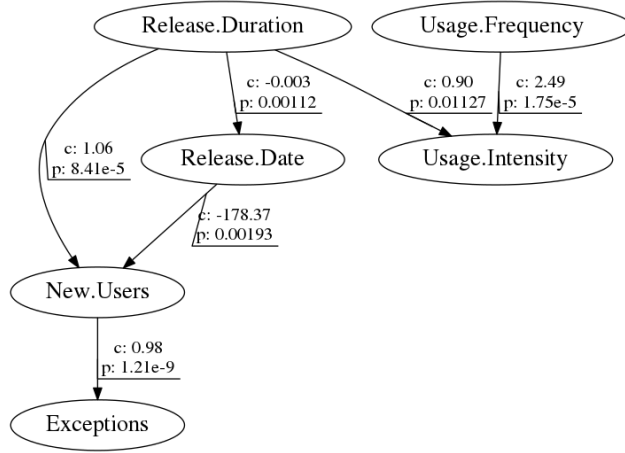 Release.Duration
Usage.Frequency
c: -0.003
p: 0.00112
c: 0.90
p: 0.01127
c: 2.49
p: 1.75e-5
c: 1.06
p: 8.41e-5
Release.Date
Usage.Intensity
c: -178.37
p: 0.00193
New.Users
c: 0.98
p: 1.21e-9
Exceptions